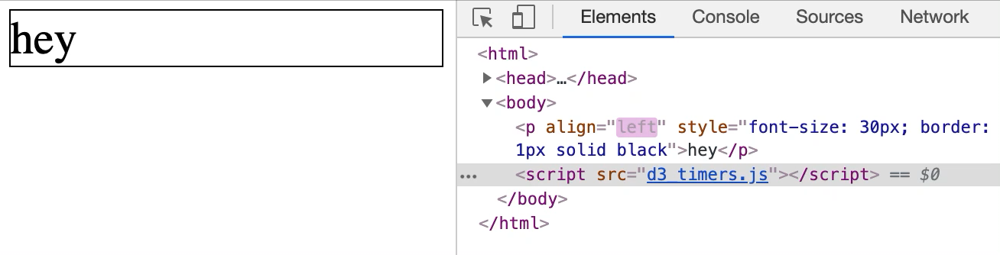 hey
Elements Console Sources Network
<html>
<head>…</head>
<body>
<p align="left" style="font-size: 30px; border:
1px solid black">hey</p>
… <script src="d3_timers.js"></script> == $0
</body>
</html>